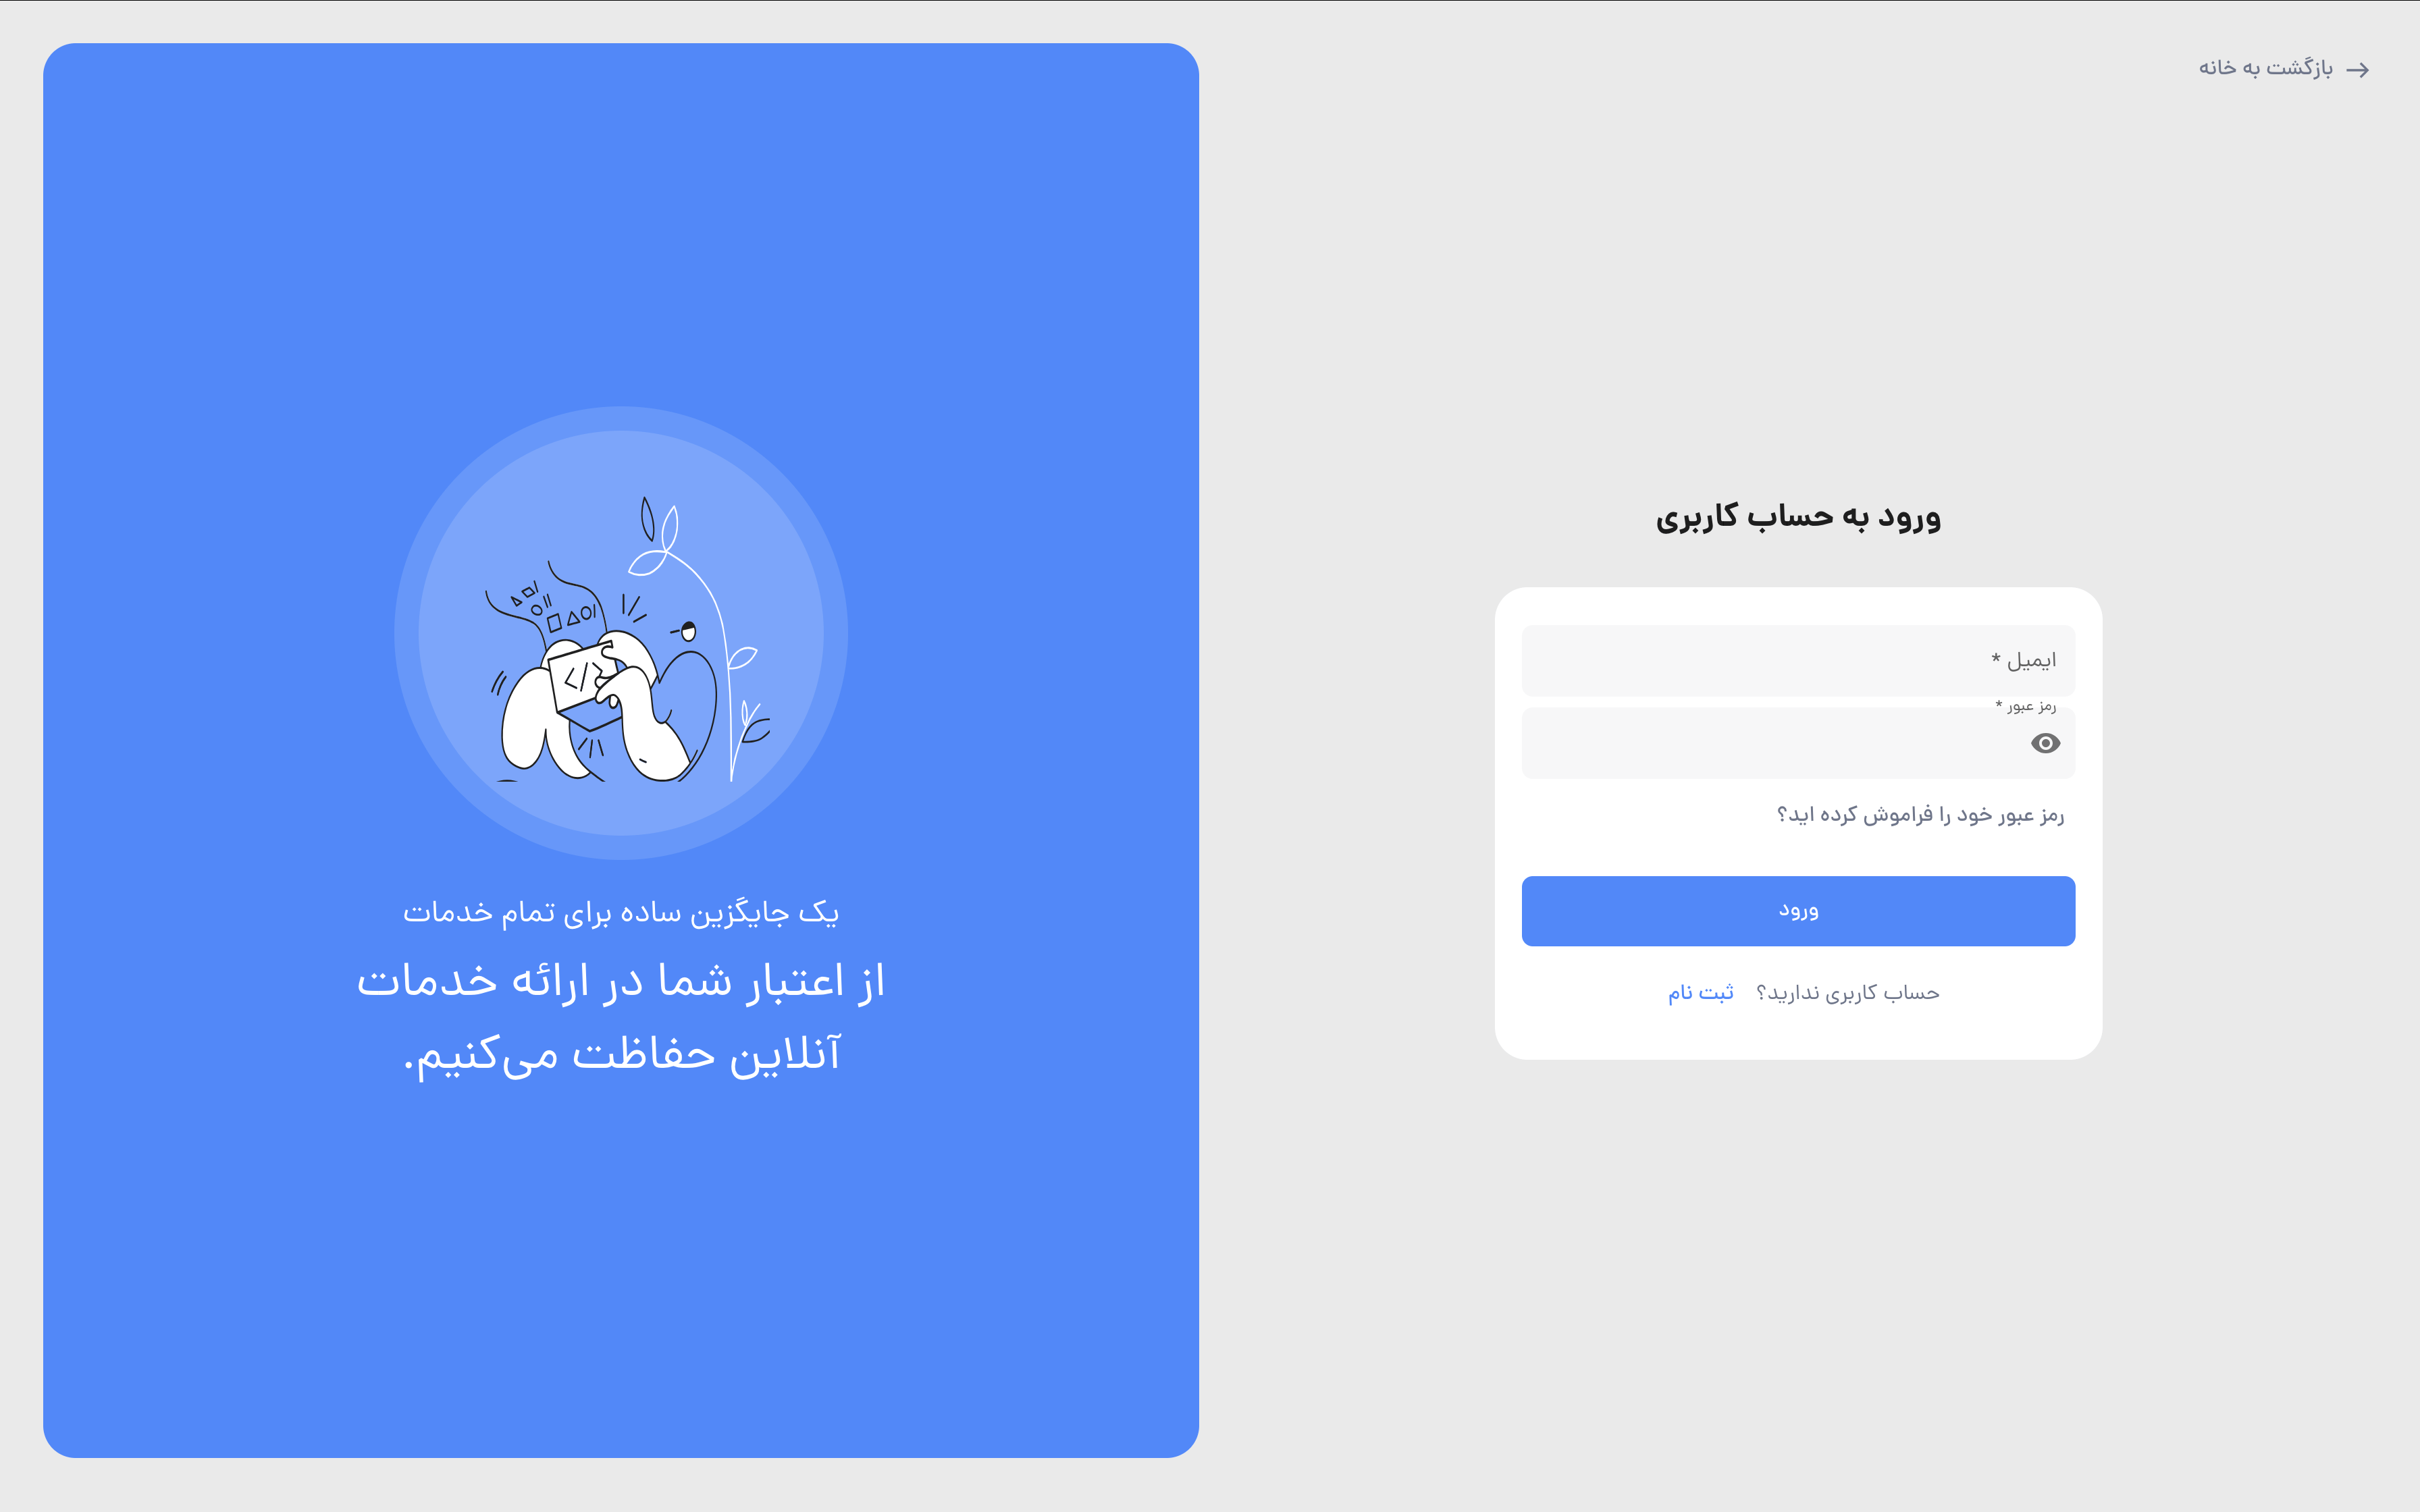 بازگشت به خانه
ورود به حساب کاربری
ایمیل *
رمز عبور *
رمز عبور خود را فراموش کرده اید؟
ورود
حساب کاربری ندارید؟ ثبت نام
</>
یک جایگزین ساده برای تمام خدمات
از اعتبار شما در ارائه خدمات
آنلاین حفاظت می‌کنیم.